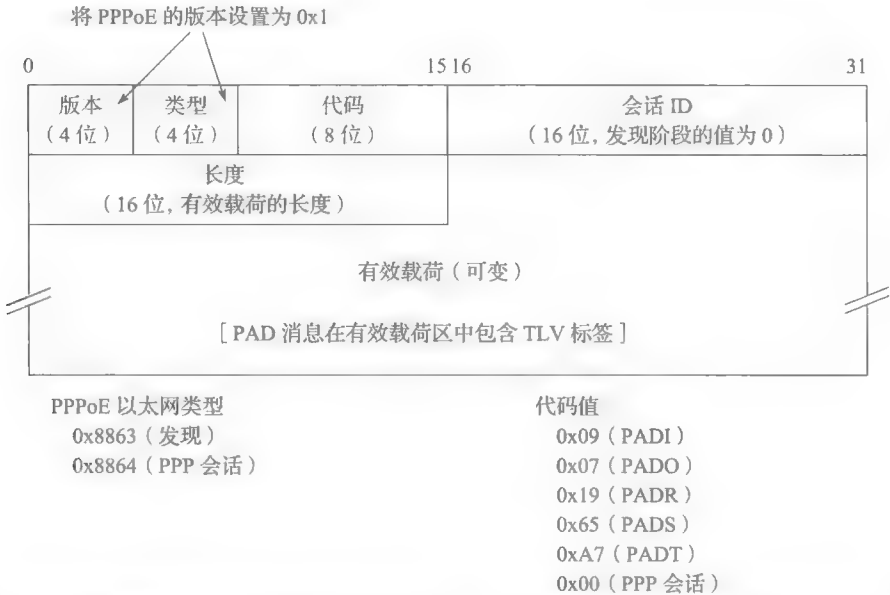 将 PPPoE 的版本设置为 0x1
0 15 16 31
版本 类型 代码 会话 ID
（4 位） （4 位） （8 位） （16 位, 发现阶段的值为 0）
长度
（16 位, 有效载荷的长度）
有效载荷（可变）
[ PAD 消息在有效载荷区中包含 TLV 标签 ]
PPPoE 以太网类型
0x8863（发现）
0x8864（PPP 会话）
代码值
0x09（PADI）
0x07（PADO）
0x19（PADR）
0x65（PADS）
0xA7（PADT）
0x00（PPP 会话）